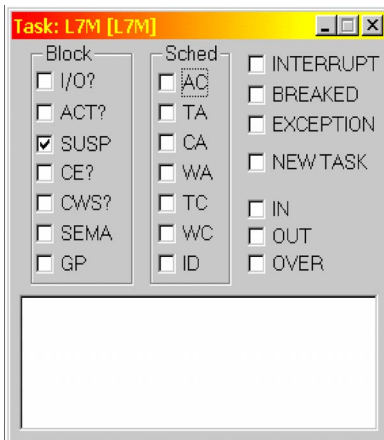 Task: L7M [L7M]
Block
I/O?
ACT?
SUSP
CE?
CWS?
SEMA
GP
Sched
AC
TA
CA
WA
TC
WC
ID
INTERRUPT
BREAKED
EXCEPTION
NEW TASK
IN
OUT
OVER